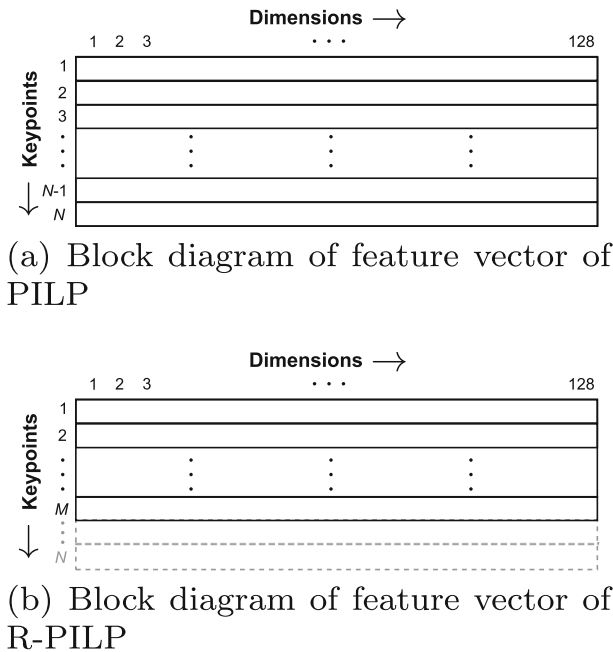 Dimensions →
1 2 3 · · · 128
Keypoints →
1
2
3
N-1
N
(a) Block diagram of feature vector of
PILP
Dimensions →
1 2 3 · · · 128
Keypoints →
1
2
M
N
(b) Block diagram of feature vector of
R-PILP